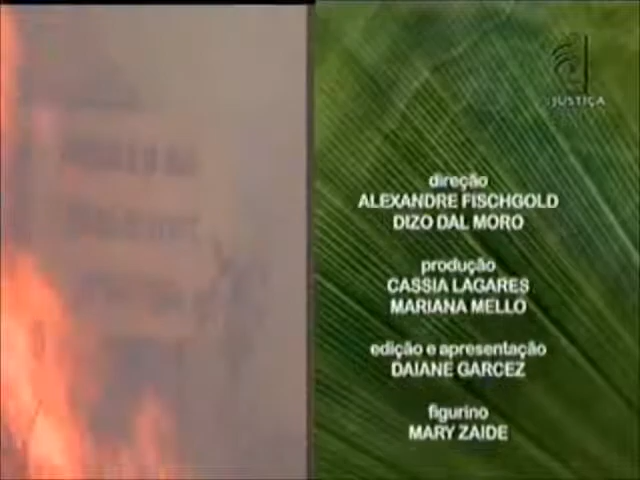 JUSTIÇA
direção
ALEXANDRE FISCHGOLD
DIZO DAL MORO
produção
CASSIA LAGARES
MARIANA MELLO
edição e apresentação
DAIANE GARCEZ
figurino
MARY ZAIDE